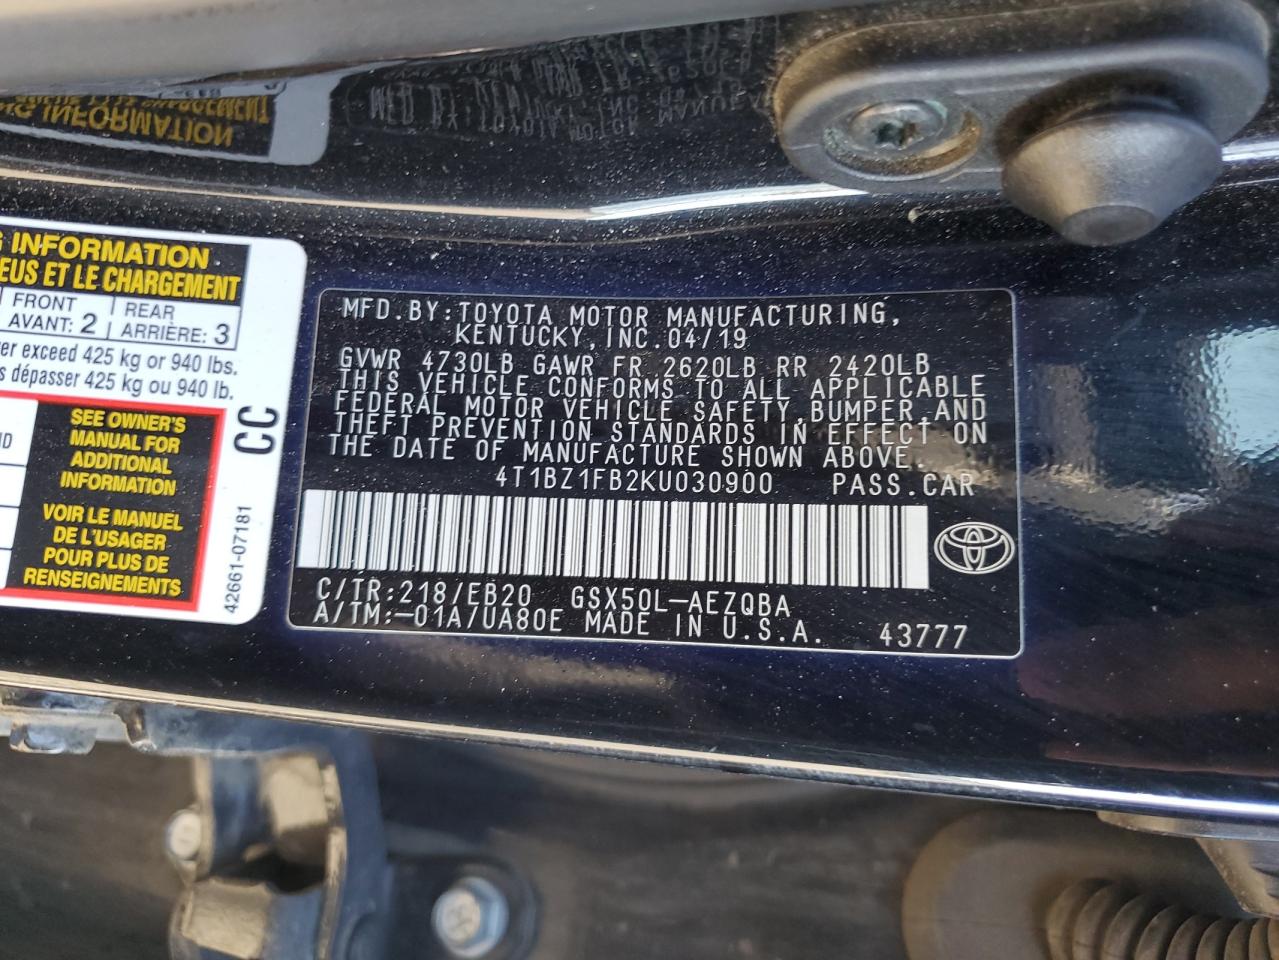 G INFORMATION
EUS ET LE CHARGEMENT
FRONT
AVANT: 2
REAR
ARRIÈRE: 3
exceed 425 kg or 940 lbs.
dépasser 425 kg ou 940 lb.
SEE OWNER'S
MANUAL FOR
ADDITIONAL
INFORMATION
VOIR LE MANUEL
DE L'USAGER
POUR PLUS DE
RENSEIGNEMENTS
CC
42661-07181
MFD.BY:TOYOTA MOTOR MANUFACTURING,
KENTUCKY,INC.04/19
GVWR 4730LB GAWR FR 2620LB RR 2420LB
THIS VEHICLE CONFORMS TO ALL APPLICABLE
FEDERAL MOTOR VEHICLE SAFETY,BUMPER,AND
THEFT PREVENTION STANDARDS IN EFFECT ON
THE DATE OF MANUFACTURE SHOWN ABOVE.
4T1BZ1FB2KU030900 PASS.CAR
C/TR:218/EB20 GSX50L-AEZQBA
A/TM:-01A/UA80E MADE IN U.S.A. 43777